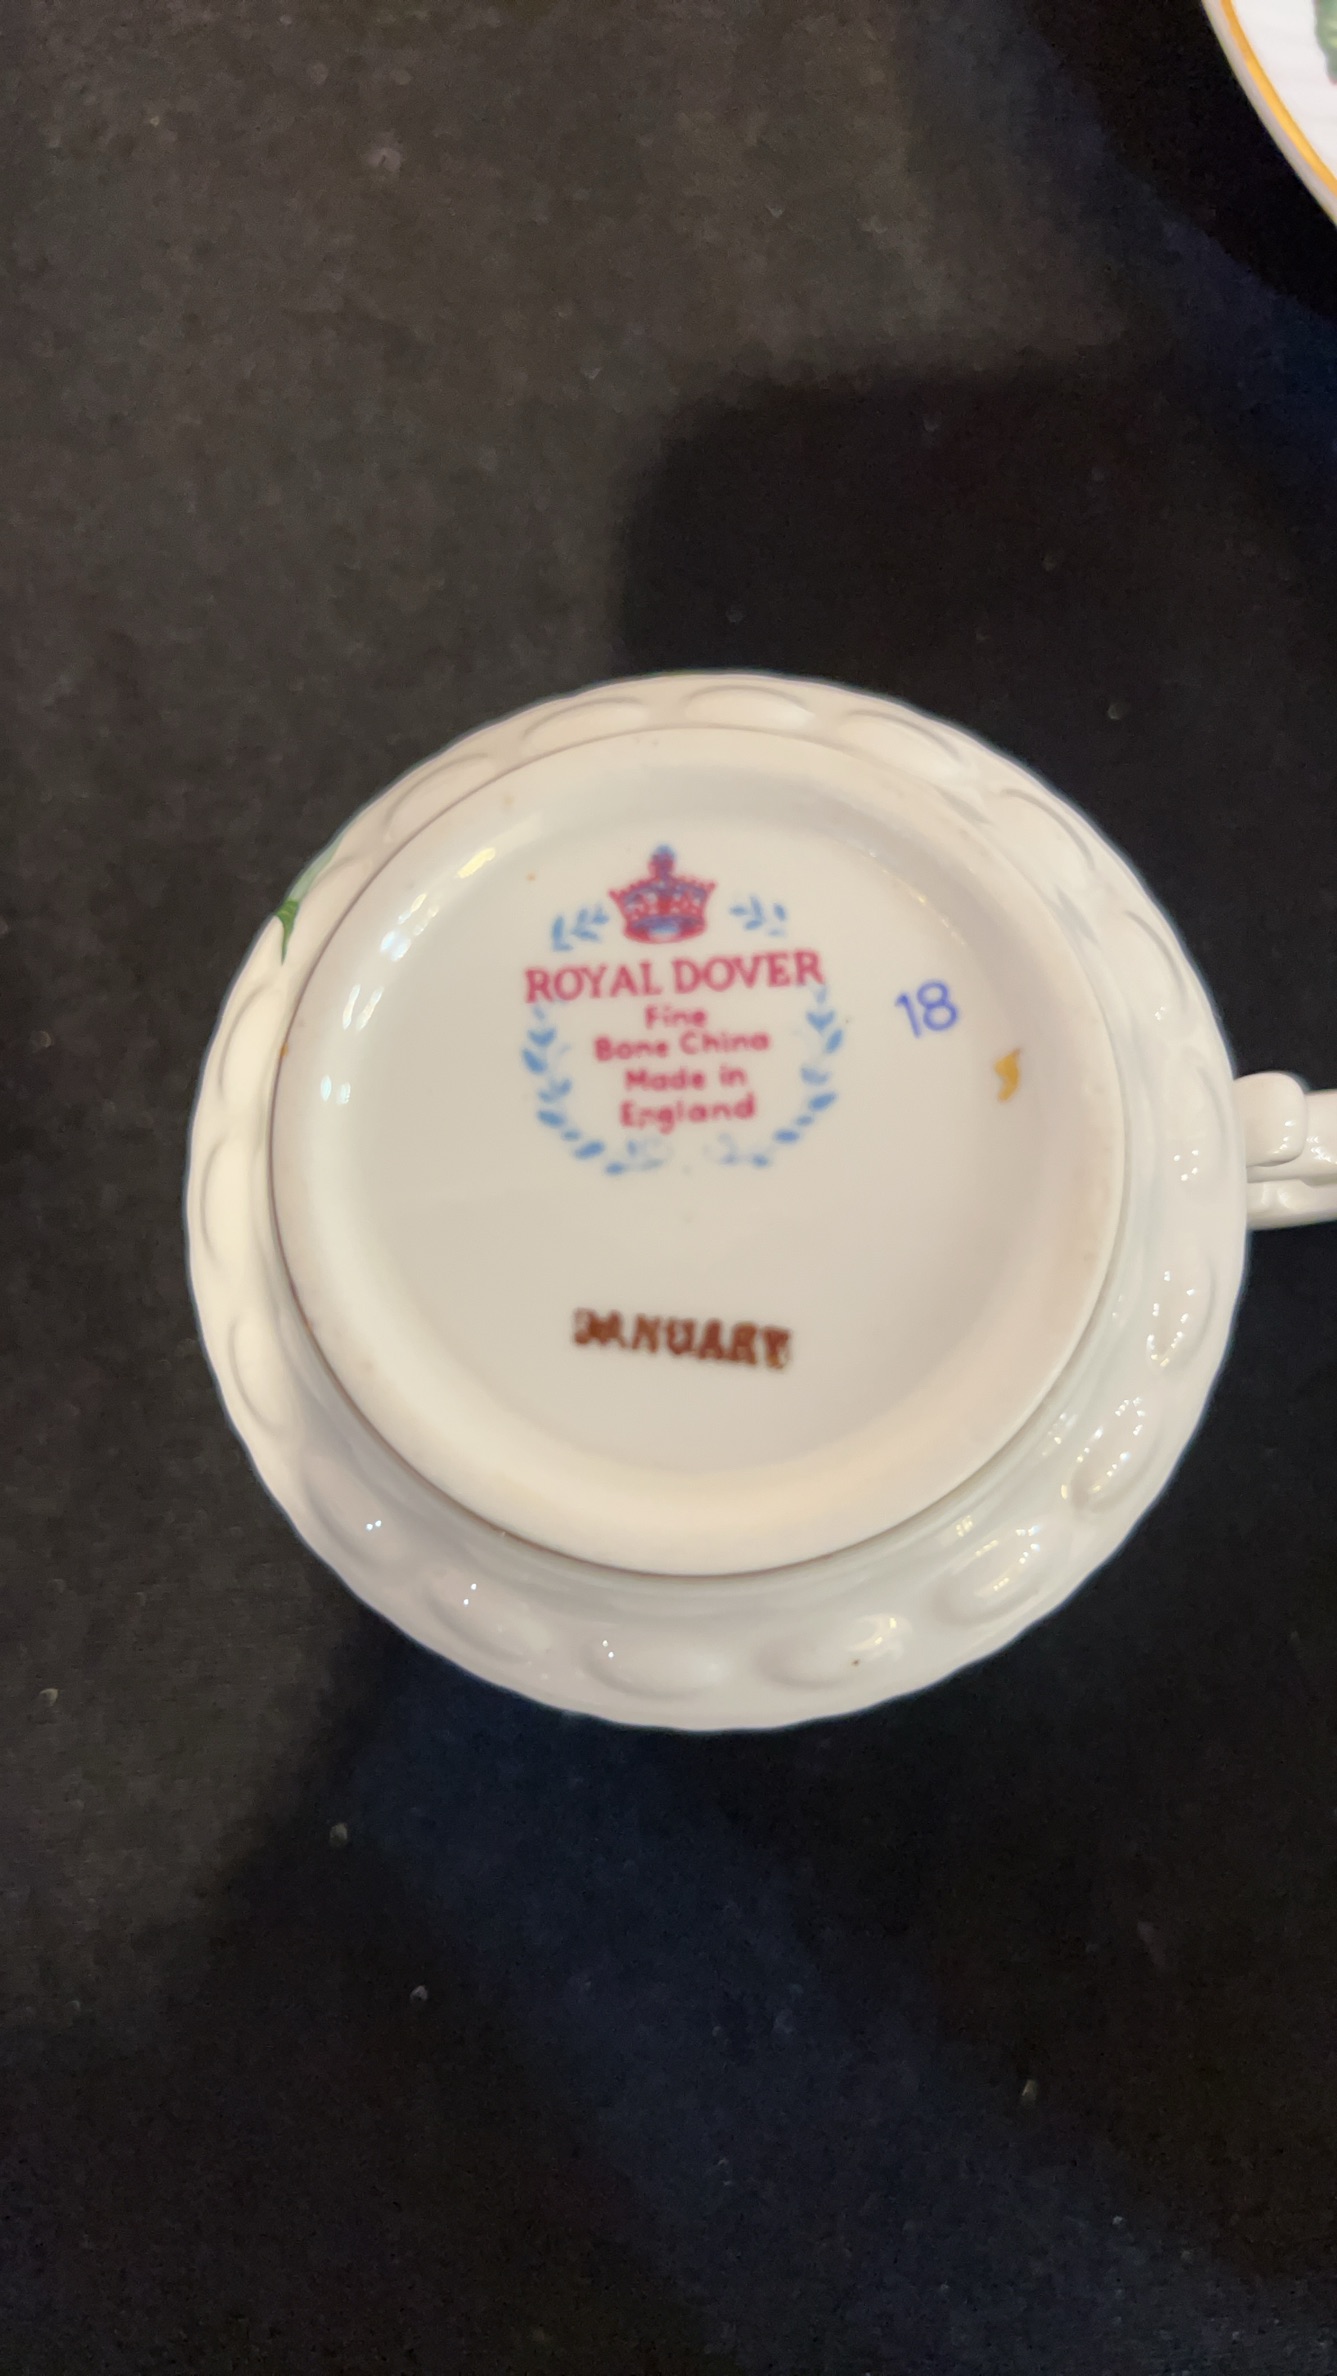 ROYAL DOVER
Fine
Bone China
Made in
England
18
JANUARY